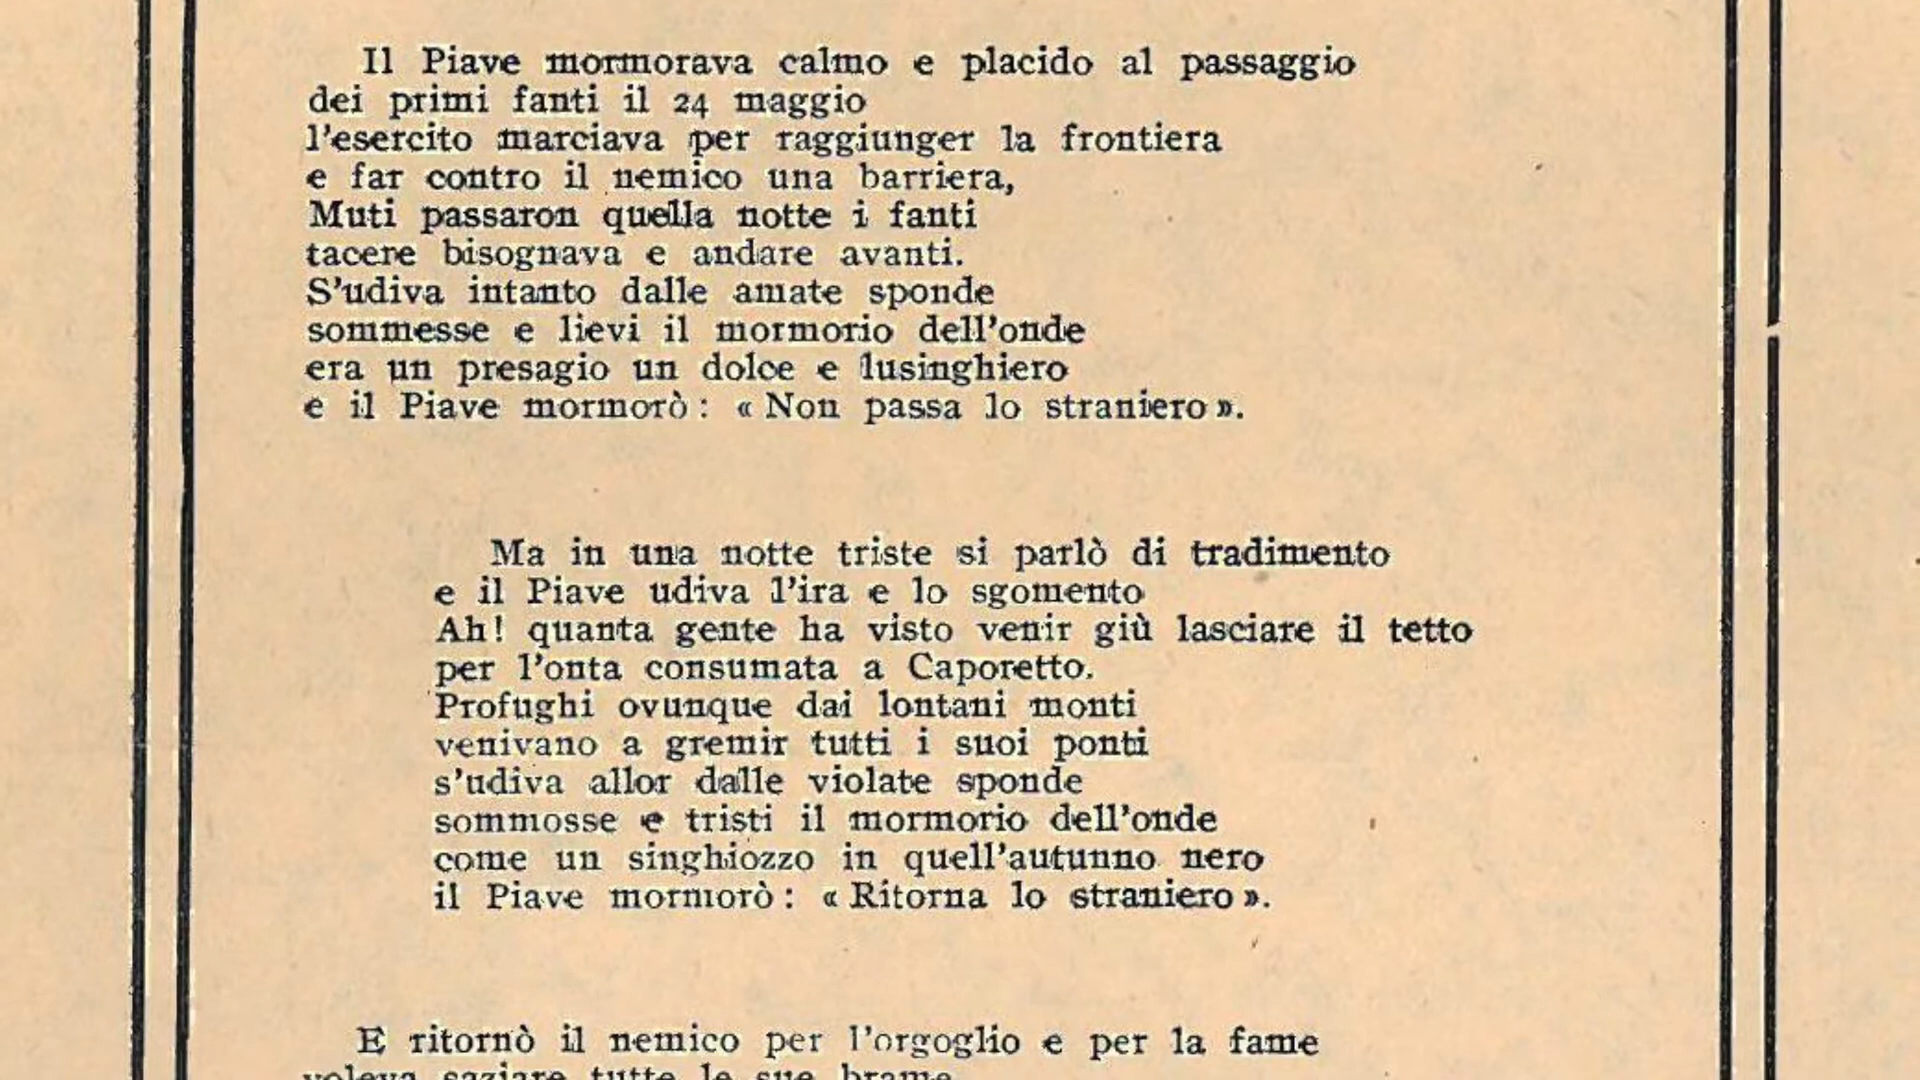 Il Piave mormorava calmo e placido al passaggio
dei primi fanti il 24 maggio
l'esercito marciava per raggiunger la frontiera
e far contro il nemico una barriera,
Muti passaron quella notte i fanti
tacere bisognava e andare avanti.
S'udiva intanto dalle amate sponde
sommesse e lievi il mormorio dell'onde
era un presagio un dolce e lusinghiero
e il Piave mormorò: « Non passa lo straniero ».
Ma in una notte triste si parlò di tradimento
e il Piave udiva l'ira e lo sgomento
Ah! quanta gente ha visto venir giù lasciare il tetto
per l'onta consumata a Caporetto.
Profughi ovunque dai lontani monti
venivano a gremir tutti i suoi ponti
s'udiva allor dalle violate sponde
sommosse e tristi il mormorio dell'onde
come un singhiozzo in quell'autunno nero
il Piave mormorò: « Ritorna lo straniero ».
E ritornò il nemico per l'orgoglio e per la fame
voleva saziare tutte le sue brame